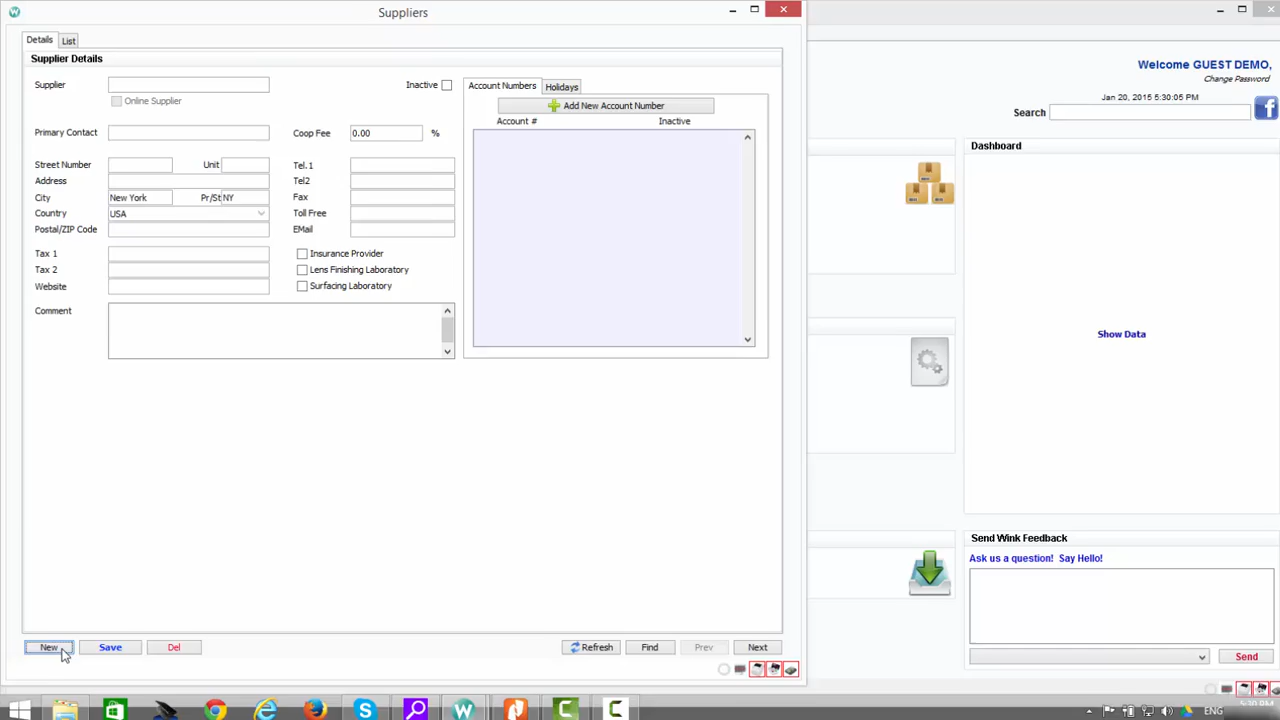 Suppliers
Details List
Supplier Details
Supplier Inactive
Online Supplier
Primary Contact Coop Fee 0.00 %
Street Number Unit Tel.1
Address Tel2
City New York Pr/St NY Fax
Country USA Toll Free
Postal/ZIP Code EMail
Tax 1 Insurance Provider
Tax 2 Lens Finishing Laboratory
Website Surfacing Laboratory
Comment
Account Numbers Holidays
Add New Account Number
Account # Inactive
New Save Del Refresh Find Prev Next
Welcome GUEST DEMO,
Change Password
Jan 20, 2015 5:30:05 PM
Search
Dashboard
Show Data
Send Wink Feedback
Ask us a question! Say Hello!
Send
ENG